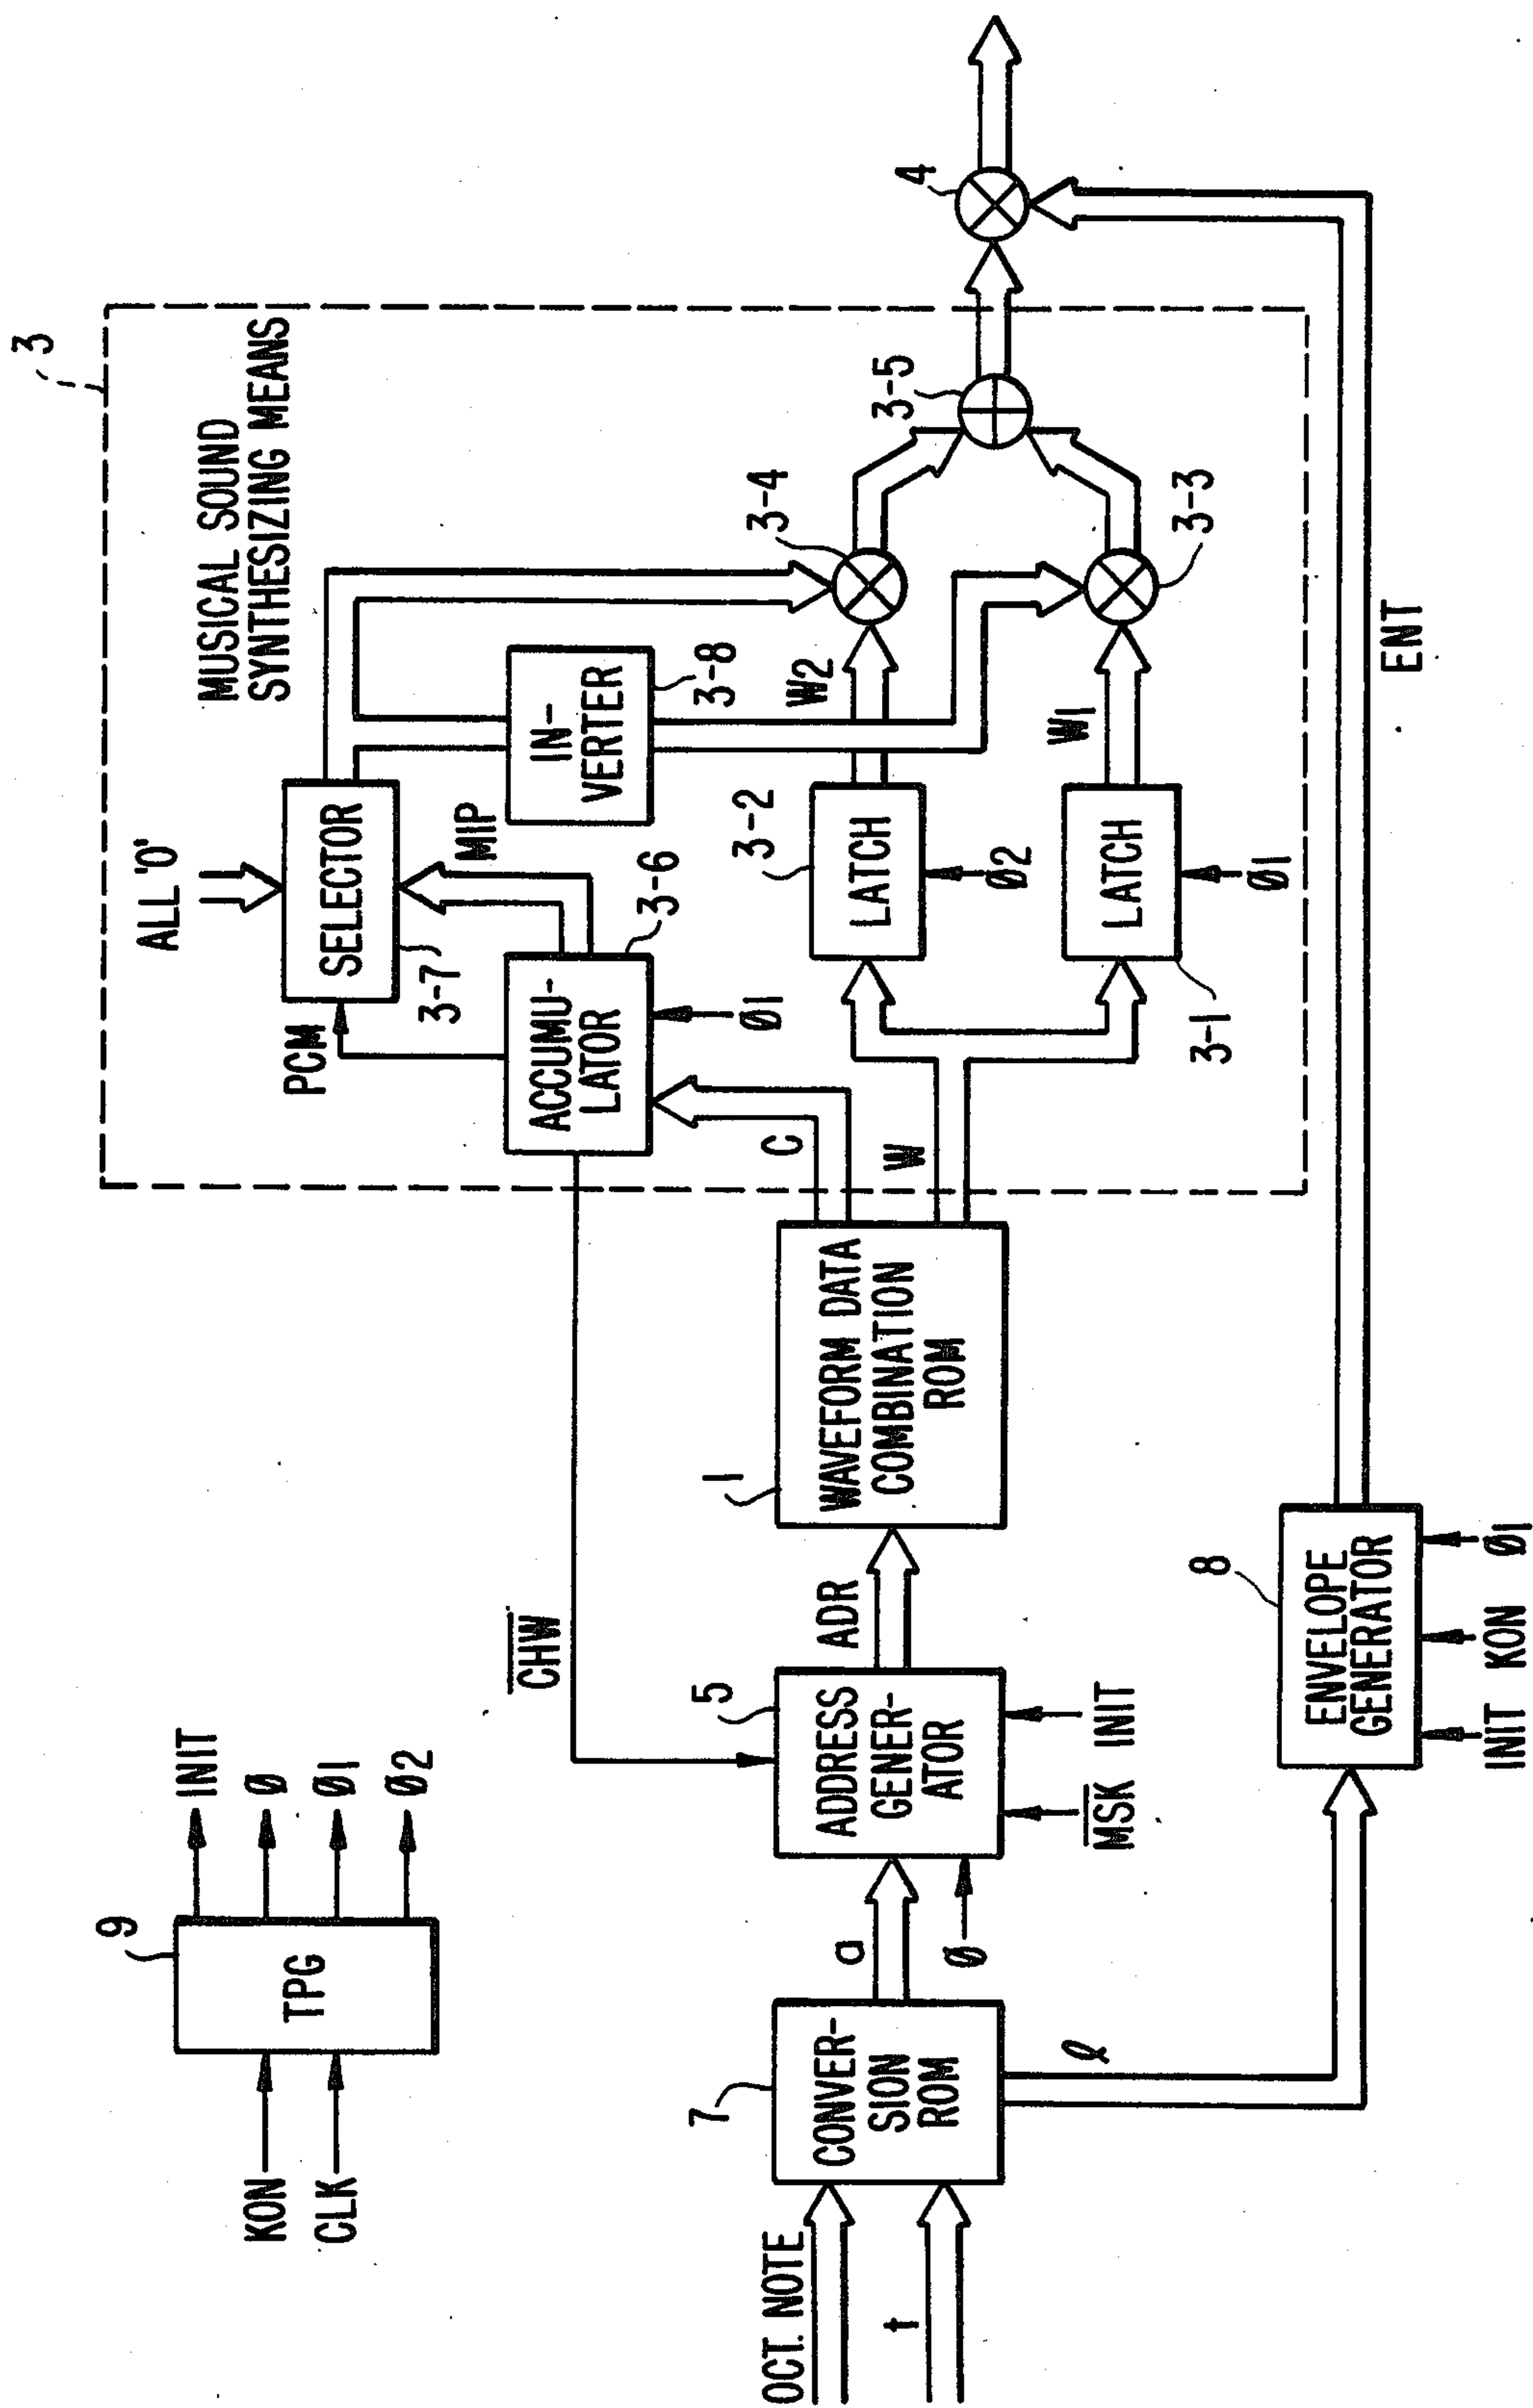 3
MUSICAL SOUND
SYNTHESIZING MEANS
ALL '0'
SELECTOR
3-7
PCM
MIP
ACCUMU-
LATOR
3-6
Ø1
IN-
VERTER
3-8
C
W
LATCH
3-2
Ø2
W2
3-4
LATCH
3-1
Ø1
W1
3-3
3-5
4
9
TPG
KON
CLK
INIT
Ø
Ø1
Ø2
C̅H̅W̅
OCT. NOTE
t
7
CONVER-
SION
ROM
a
Ø
5
ADDRESS
GENER-
ATOR
M̅S̅K̅
INIT
ADR
1
WAVEFORM DATA
COMBINATION
ROM
ℓ
8
ENVELOPE
GENERATOR
INIT
KON
Ø1
ENT